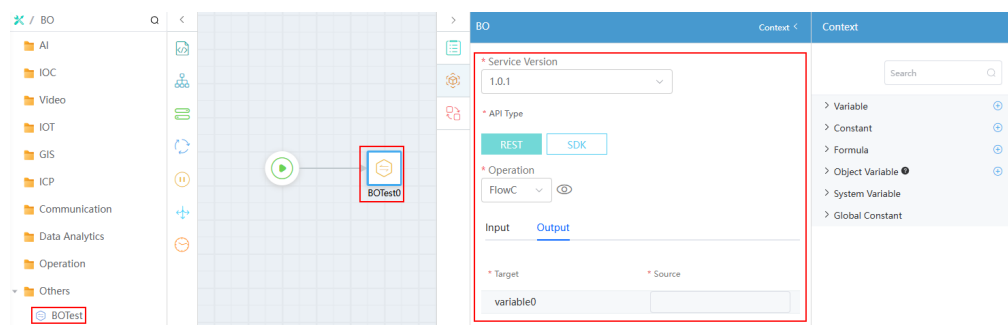 / BO
AI
IOC
Video
IOT
GIS
ICP
Communication
Data Analytics
Operation
Others
BOTest
BOTest0
BO
Context <
* Service Version
1.0.1
* API Type
REST SDK
* Operation
FlowC
Input Output
* Target * Source
variable0
Context
Search
> Variable
> Constant
> Formula
> Object Variable
> System Variable
> Global Constant